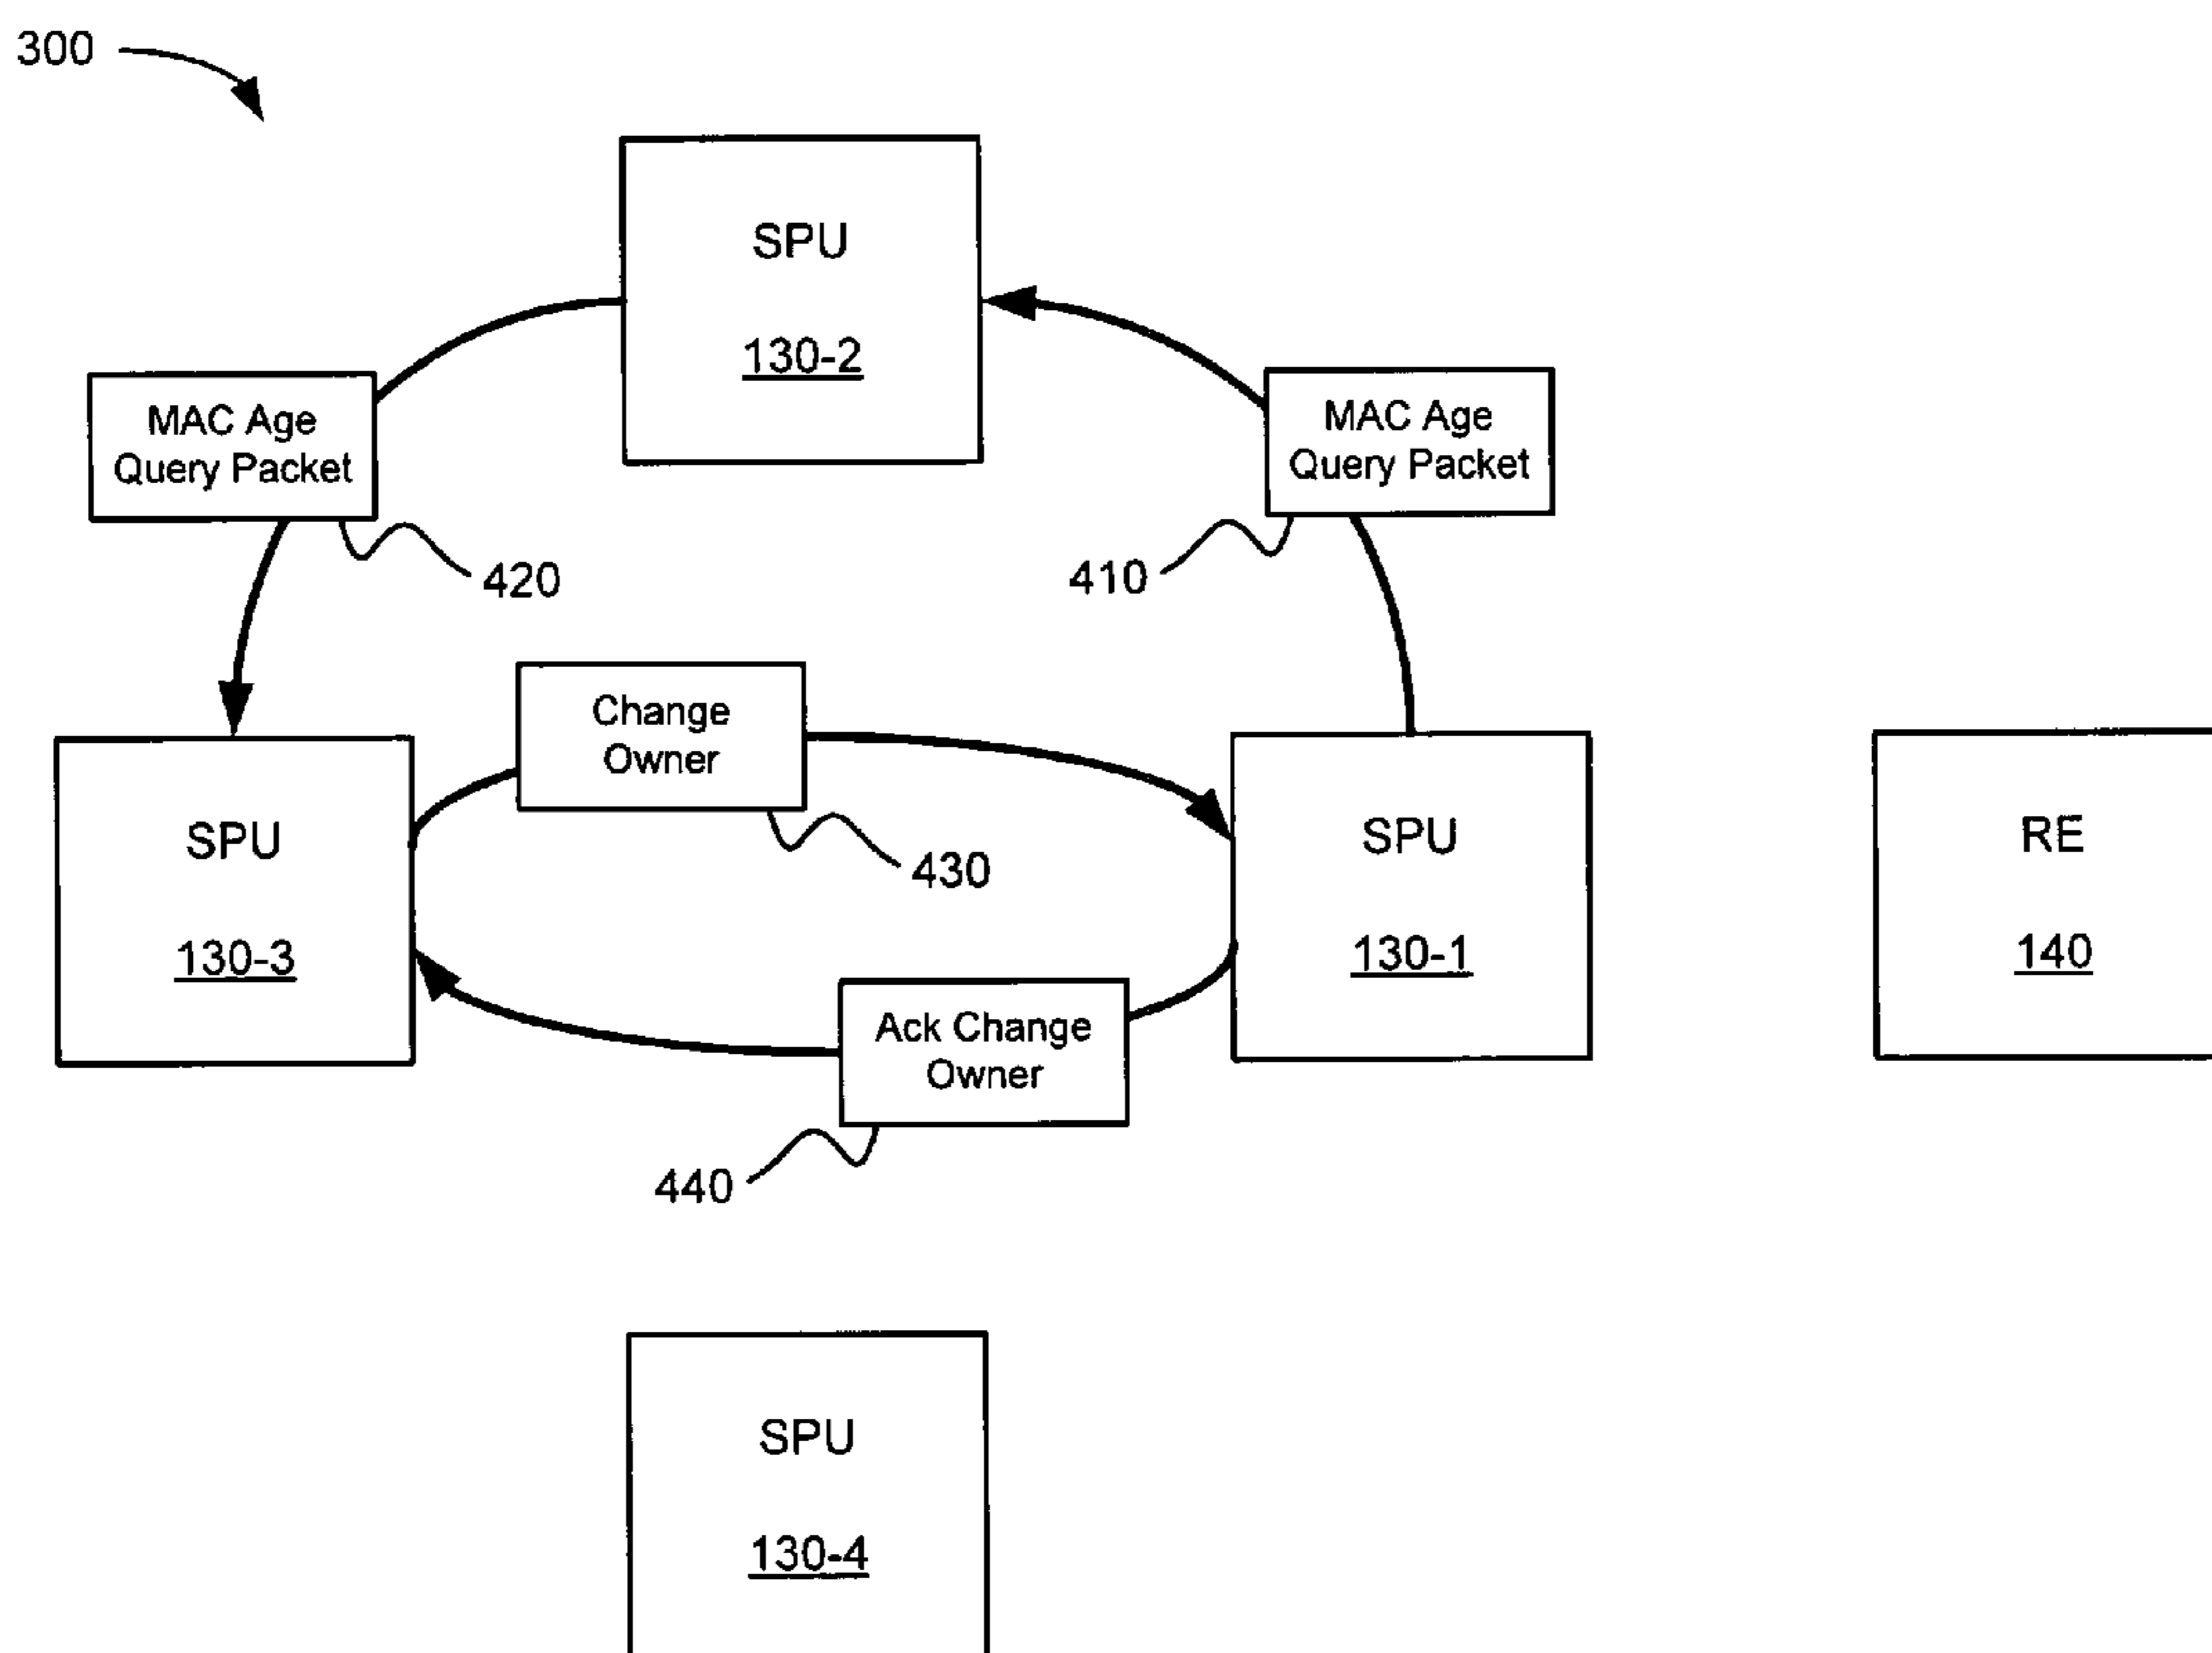 300
SPU
130-2
MAC Age
Query Packet
420
MAC Age
Query Packet
410
Change
Owner
430
SPU
130-3
SPU
130-1
RE
140
Ack Change
Owner
440
SPU
130-4